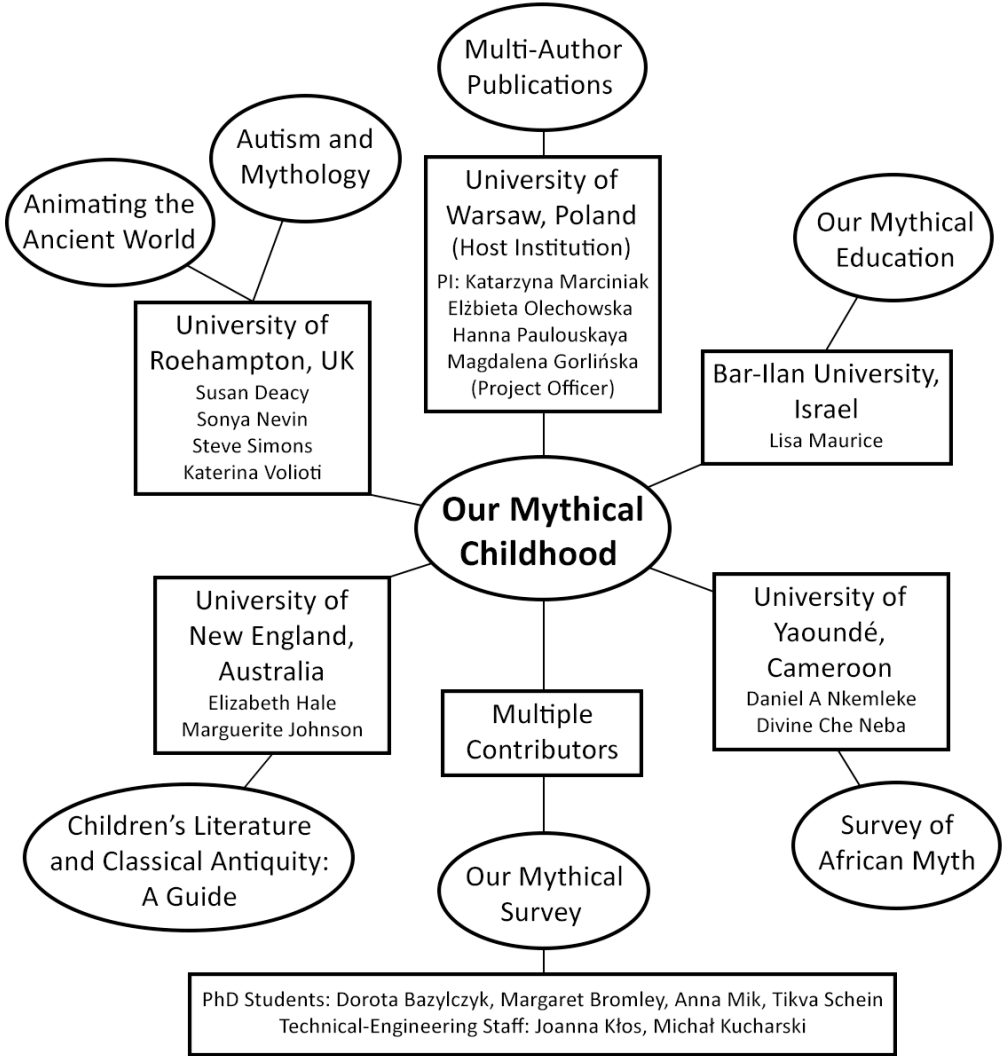 Multi-Author
Publications
Autism and
Mythology
Animating the
Ancient World
University of
Warsaw, Poland
(Host Institution)
PI: Katarzyna Marciniak
Elżbieta Olechowska
Hanna Paulouskaya
Magdalena Gorlińska
(Project Officer)
Our Mythical
Education
University of
Roehampton, UK
Susan Deacy
Sonya Nevin
Steve Simons
Katerina Volioti
Bar-Ilan University,
Israel
Lisa Maurice
Our Mythical
Childhood
University of
New England,
Australia
Elizabeth Hale
Marguerite Johnson
Multiple
Contributors
University of
Yaoundé,
Cameroon
Daniel A Nkemleke
Divine Che Neba
Children’s Literature
and Classical Antiquity:
A Guide
Our Mythical
Survey
Survey of
African Myth
PhD Students: Dorota Bazylczyk, Margaret Bromley, Anna Mik, Tikva Schein
Technical-Engineering Staff: Joanna Kłos, Michał Kucharski